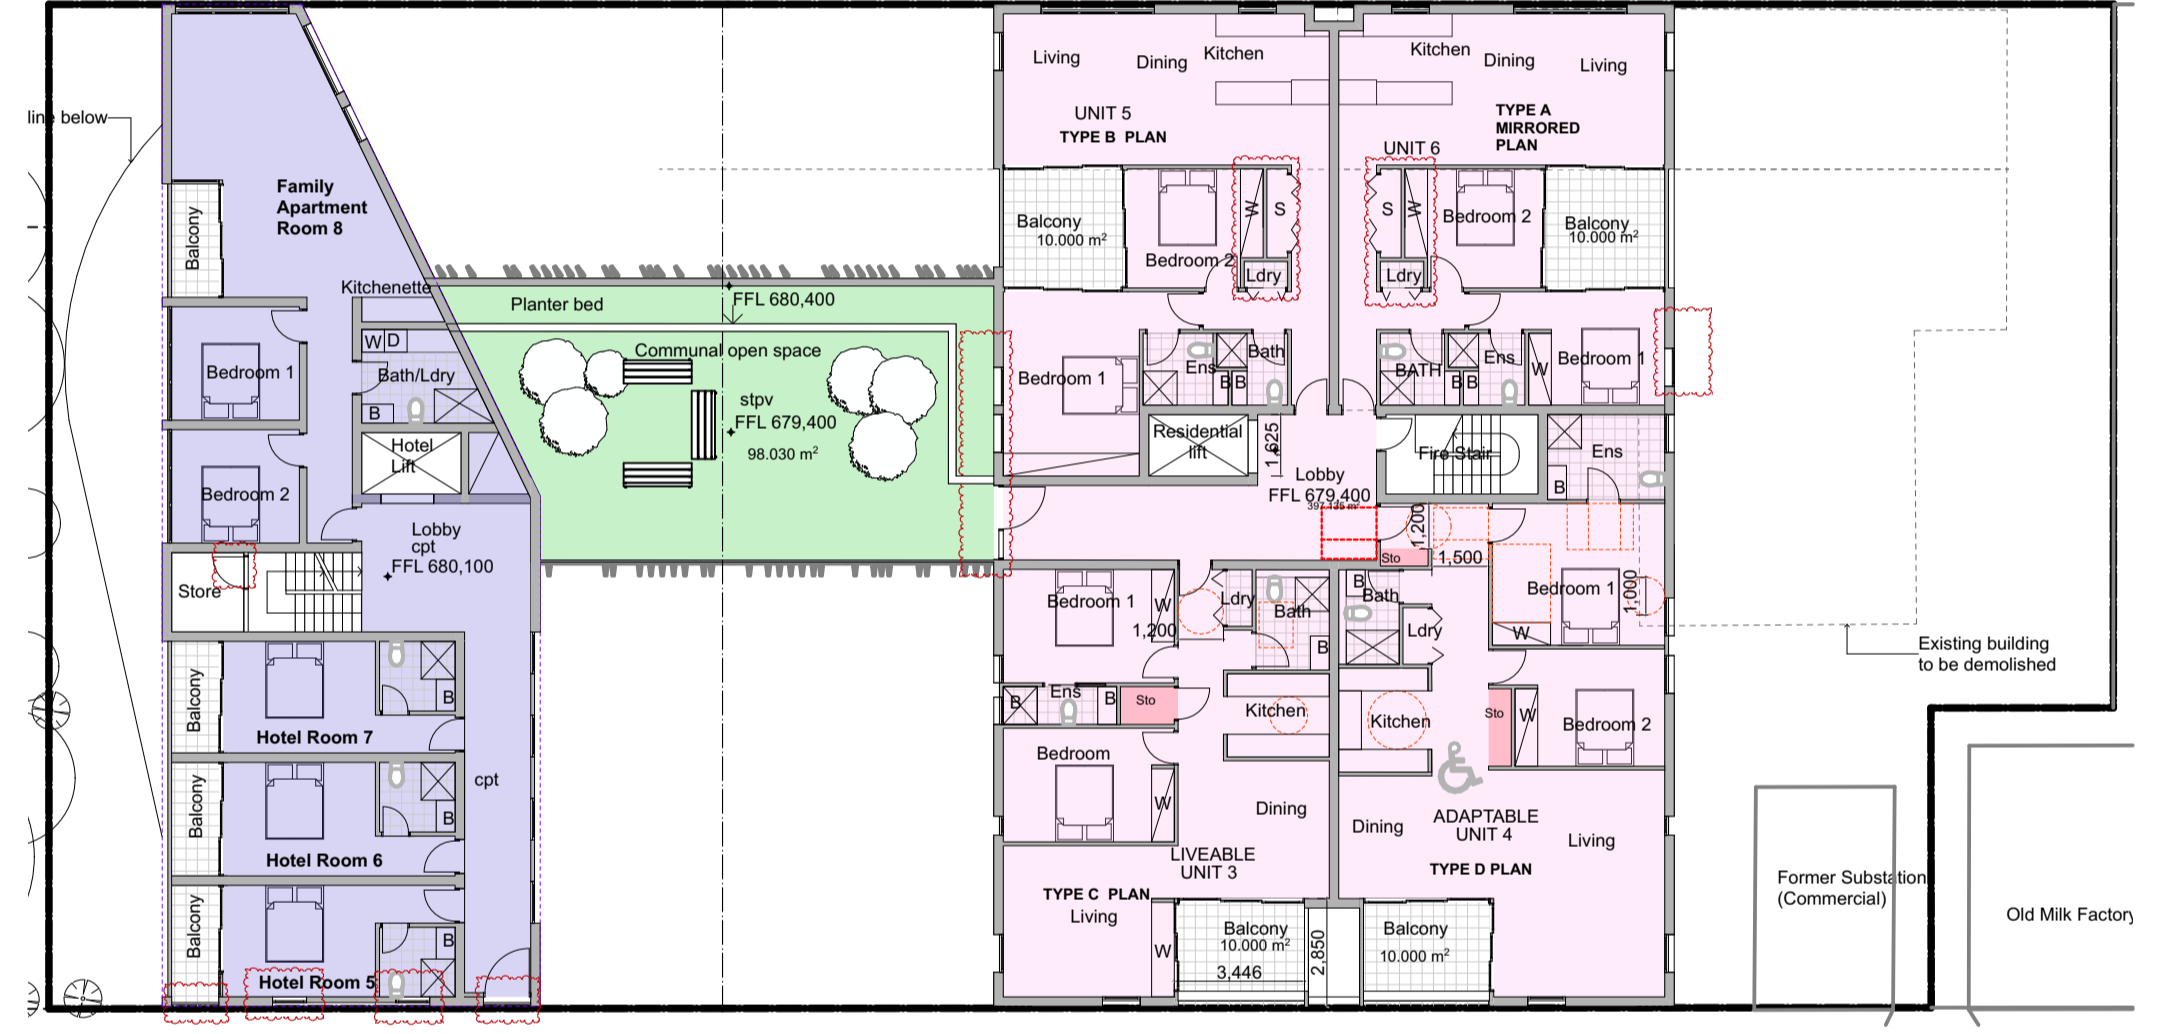 line below
Family
Apartment
Room 8
Balcony
Kitchenette
Bedroom 1
W
D
Bath/Ldry
B
Bedroom 2
Hotel
Lift
Lobby
cpt
FFL 680,100
Store
Balcony
B
Hotel Room 7
cpt
Balcony
B
Hotel Room 6
Balcony
B
Hotel Room 5
Planter bed
FFL 680,400
Communal open space
stpv
FFL 679,400
98.030 m²
Living
Dining
Kitchen
UNIT 5
TYPE B PLAN
Balcony
10.000 m²
Bedroom 2
W
S
Ldry
Bedroom 1
Ens
B
B
Bath
Residential
lift
1,625
Kitchen
Dining
Living
TYPE A
MIRRORED
PLAN
UNIT 6
S
W
Bedroom 2
Ldry
Balcony
10.000 m²
BATH
B
B
Ens
W
Bedroom 1
Lobby
FFL 679,400
397.135 m²
Fire Stair
Ens
B
1,200
Sto
1,500
Bedroom 1
1,000
W
Bedroom 1
W
1,200
Ldry
Bath
B
B
Ens
B
Sto
Kitchen
Bedroom
W
Dining
LIVEABLE
UNIT 3
TYPE C PLAN
Living
W
Balcony
10.000 m²
3,446
2,850
B
Bath
Ldry
Kitchen
Sto
W
Bedroom 2
Dining
ADAPTABLE
UNIT 4
Living
TYPE D PLAN
Balcony
10.000 m²
Existing building
to be demolished
Former Substation
(Commercial)
Old Milk Factory